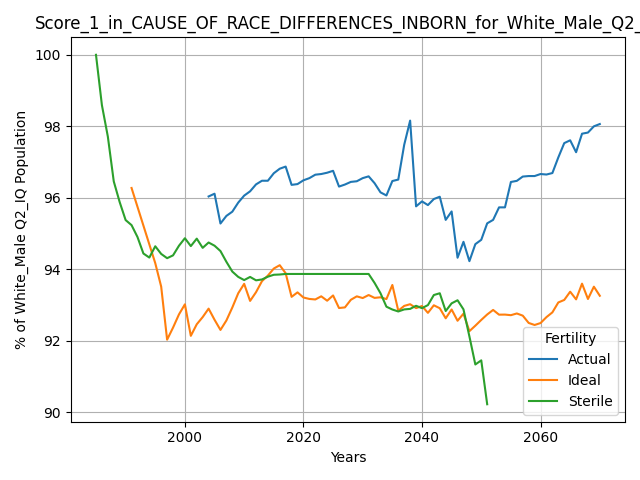 Score_1_in_CAUSE_OF_RACE_DIFFERENCES_INBORN_for_White_Male_Q2_
% of White_Male Q2_IQ Population
100
98
96
94
92
90
2000
2020
2040
2060
Years
Fertility
Actual
Ideal
Sterile